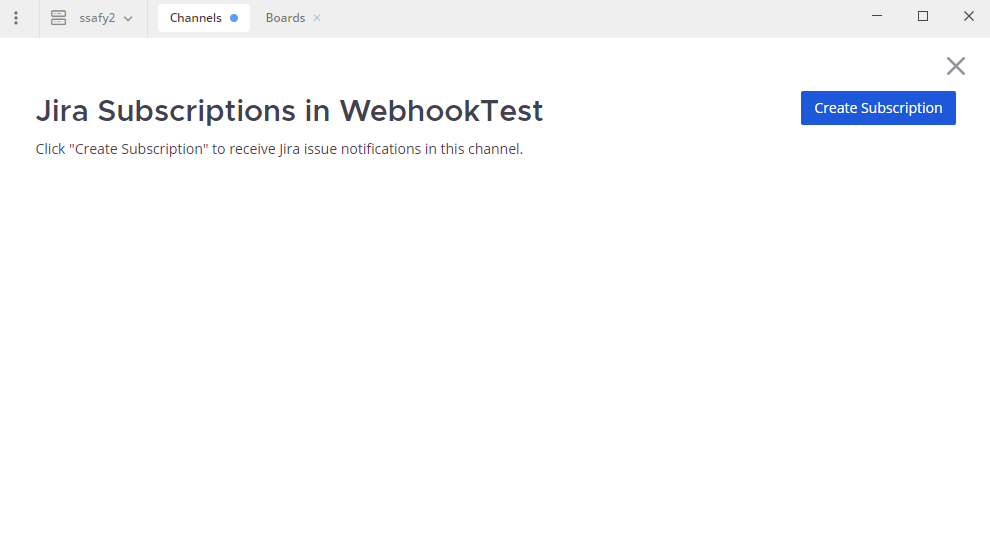 ssafy2 Channels Boards
Jira Subscriptions in WebhookTest
Create Subscription
Click "Create Subscription" to receive Jira issue notifications in this channel.